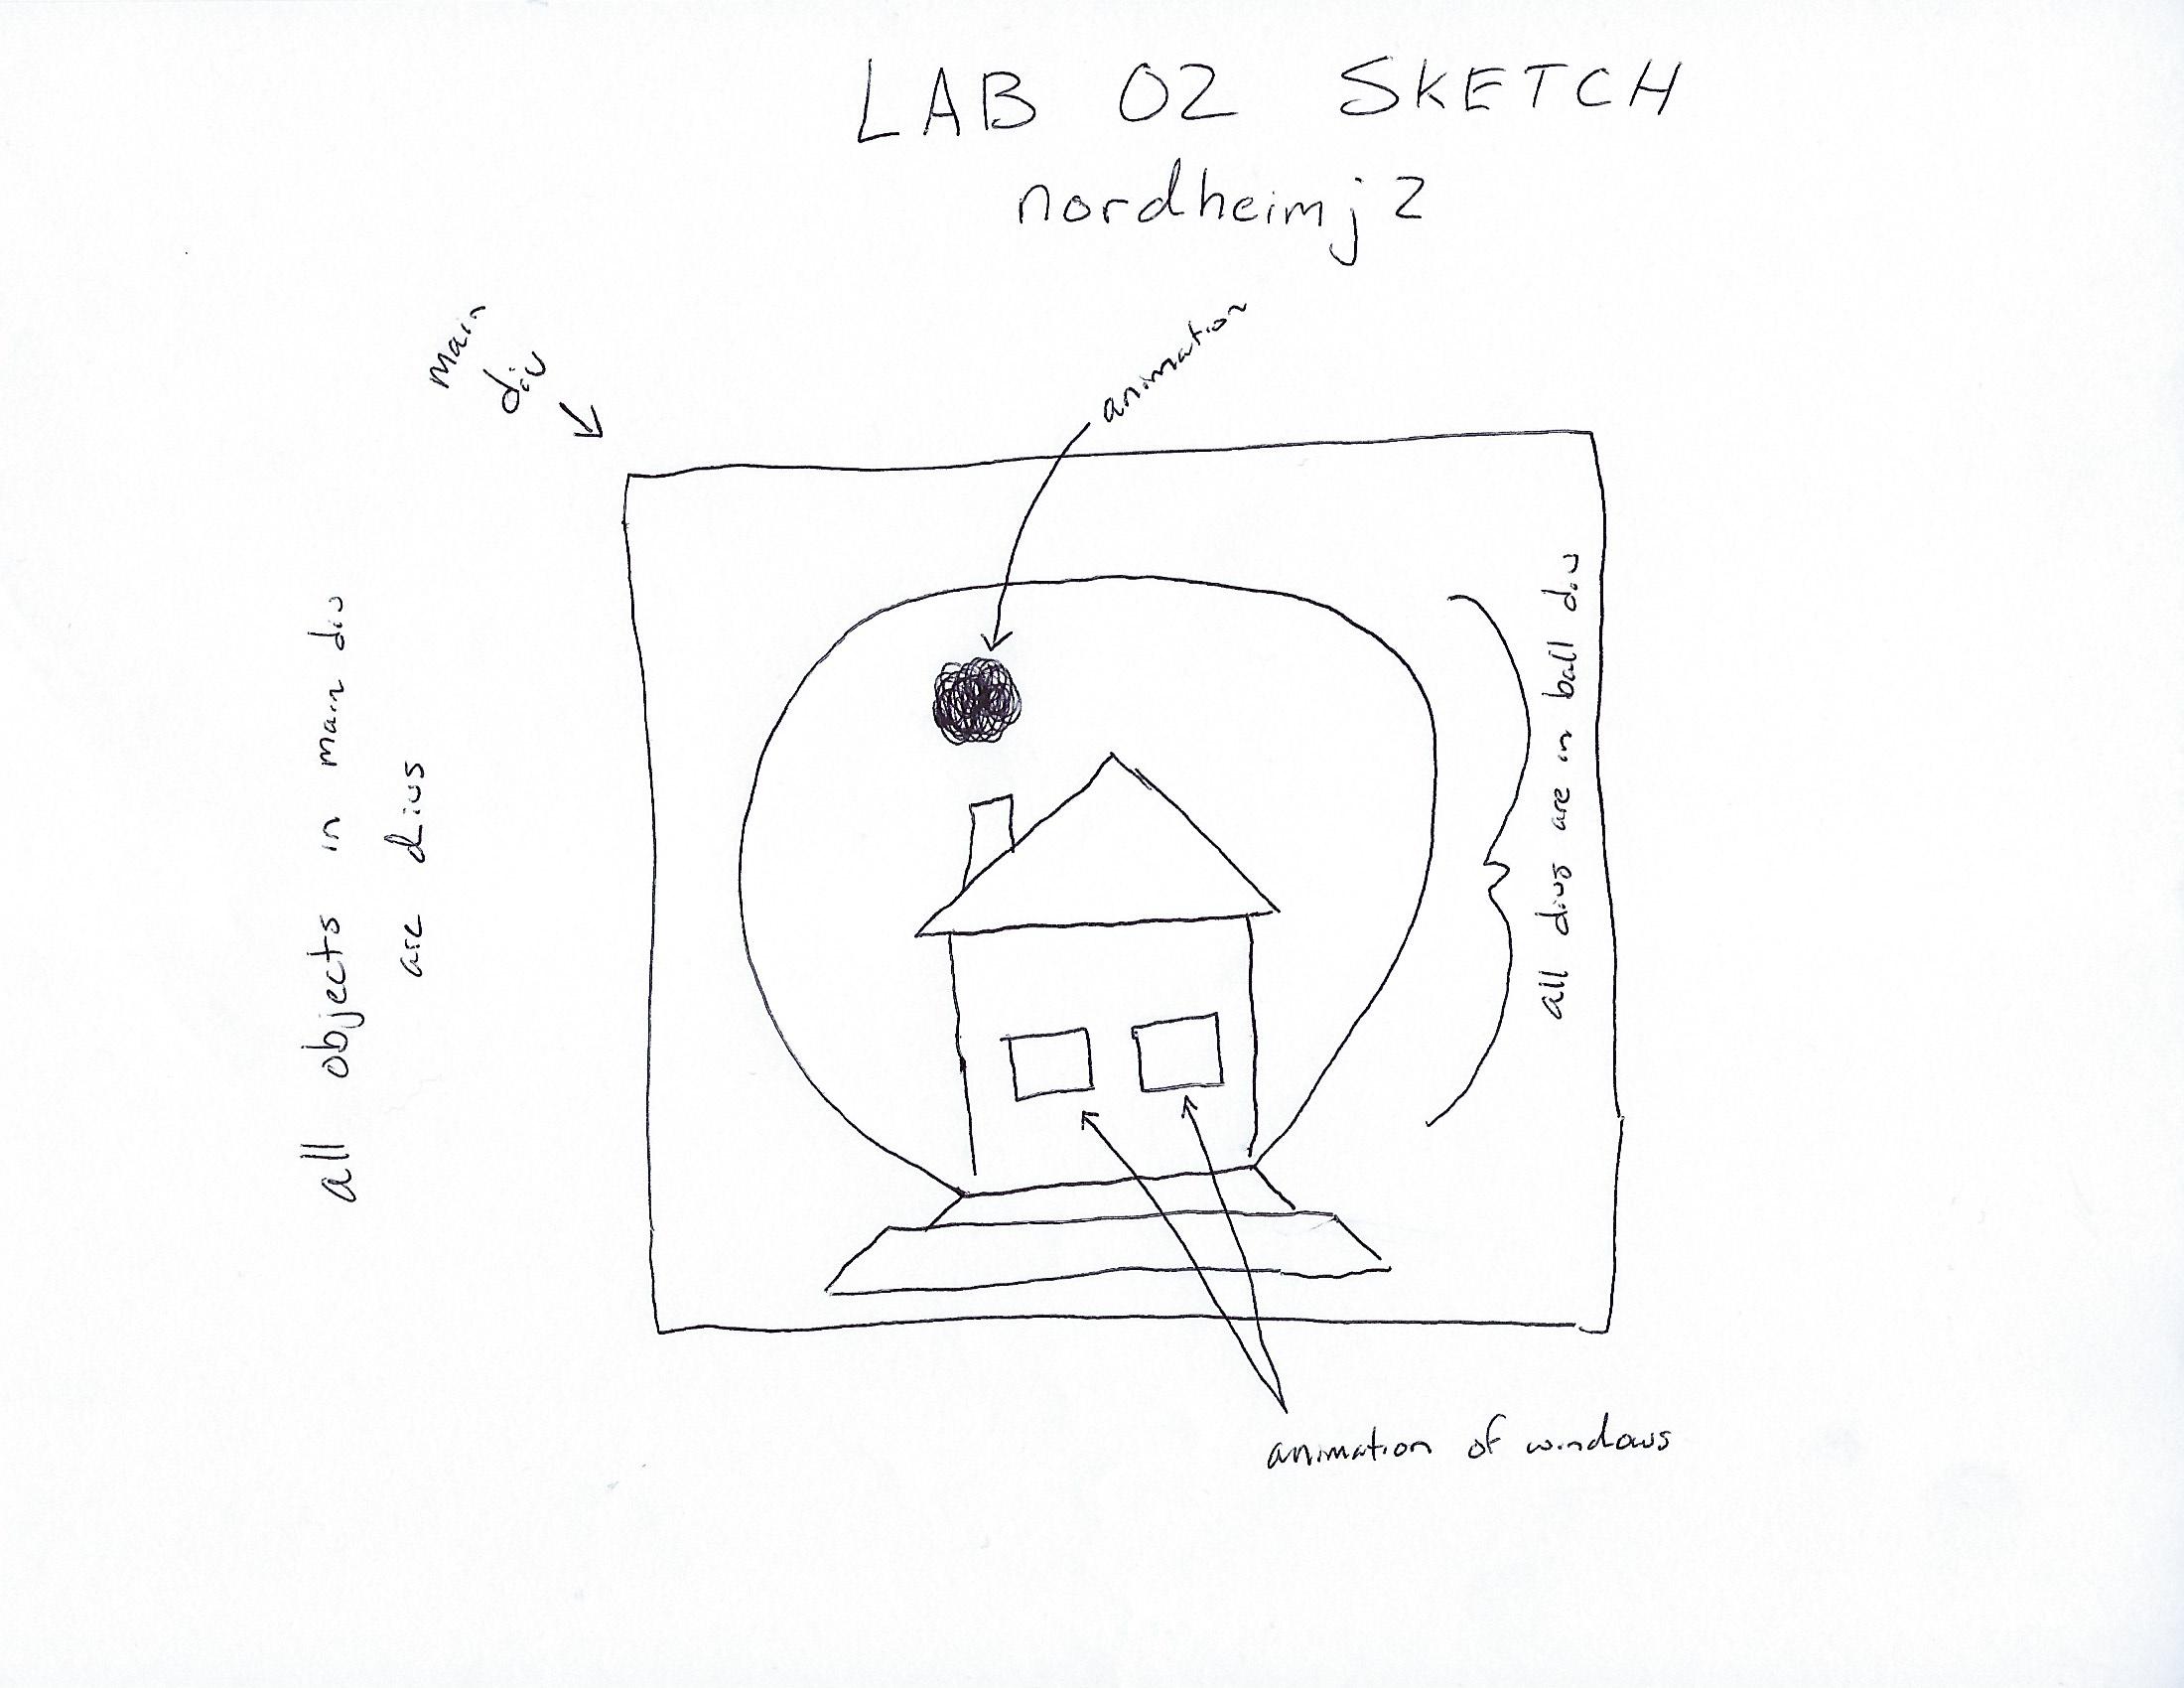 LAB 02 SKETCH
nordheimj2
main
div
animation
all objects in main div
are divs
all divs are in ball div
animation of windows